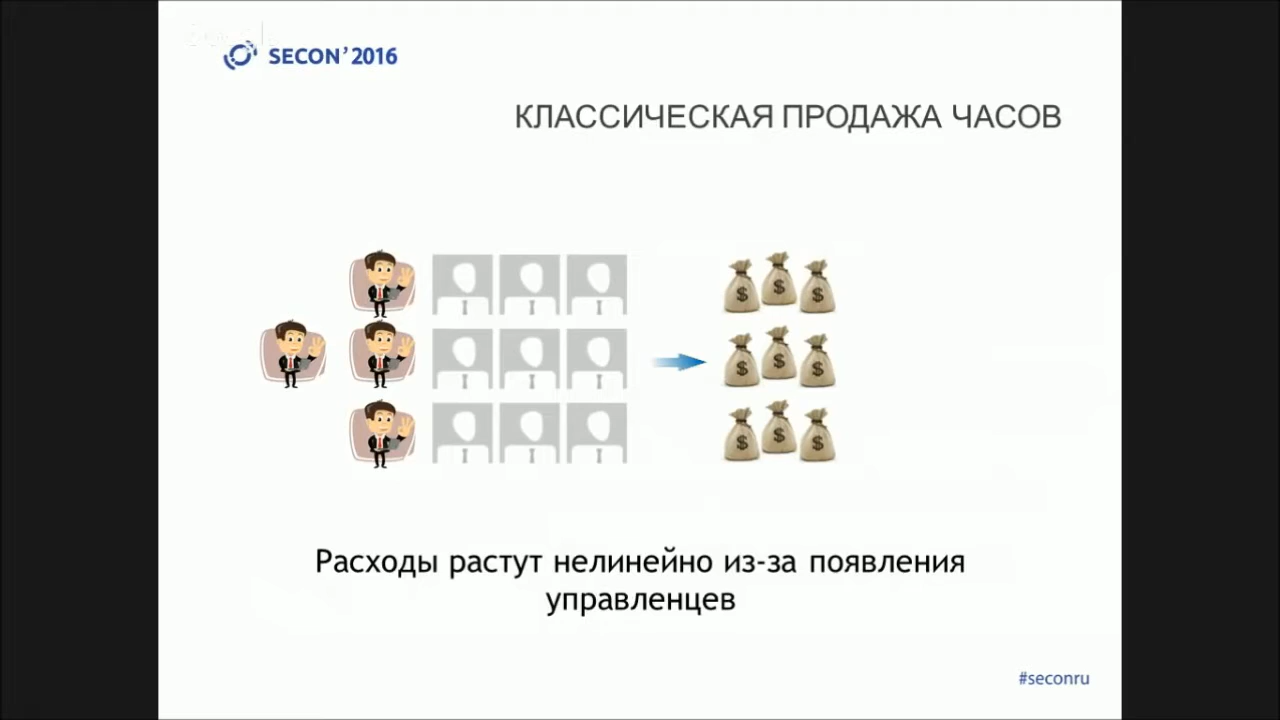 SECON’2016
КЛАССИЧЕСКАЯ ПРОДАЖА ЧАСОВ
$ $ $
$ $ $
$ $ $
Расходы растут нелинейно из-за появления
управленцев
#seconru